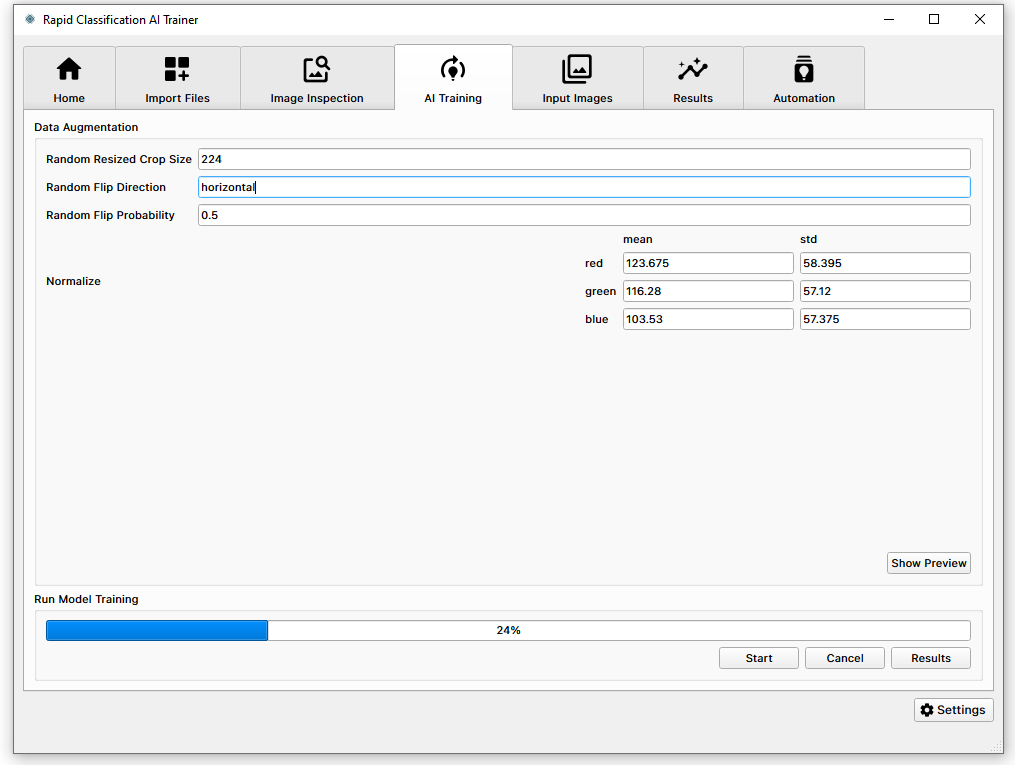 Rapid Classification AI Trainer
Home Import Files Image Inspection AI Training Input Images Results Automation
Data Augmentation
Random Resized Crop Size 224
Random Flip Direction horizontal
Random Flip Probability 0.5
mean std
red 123.675 58.395
Normalize
green 116.28 57.12
blue 103.53 57.375
Show Preview
Run Model Training
24%
Start Cancel Results
Settings